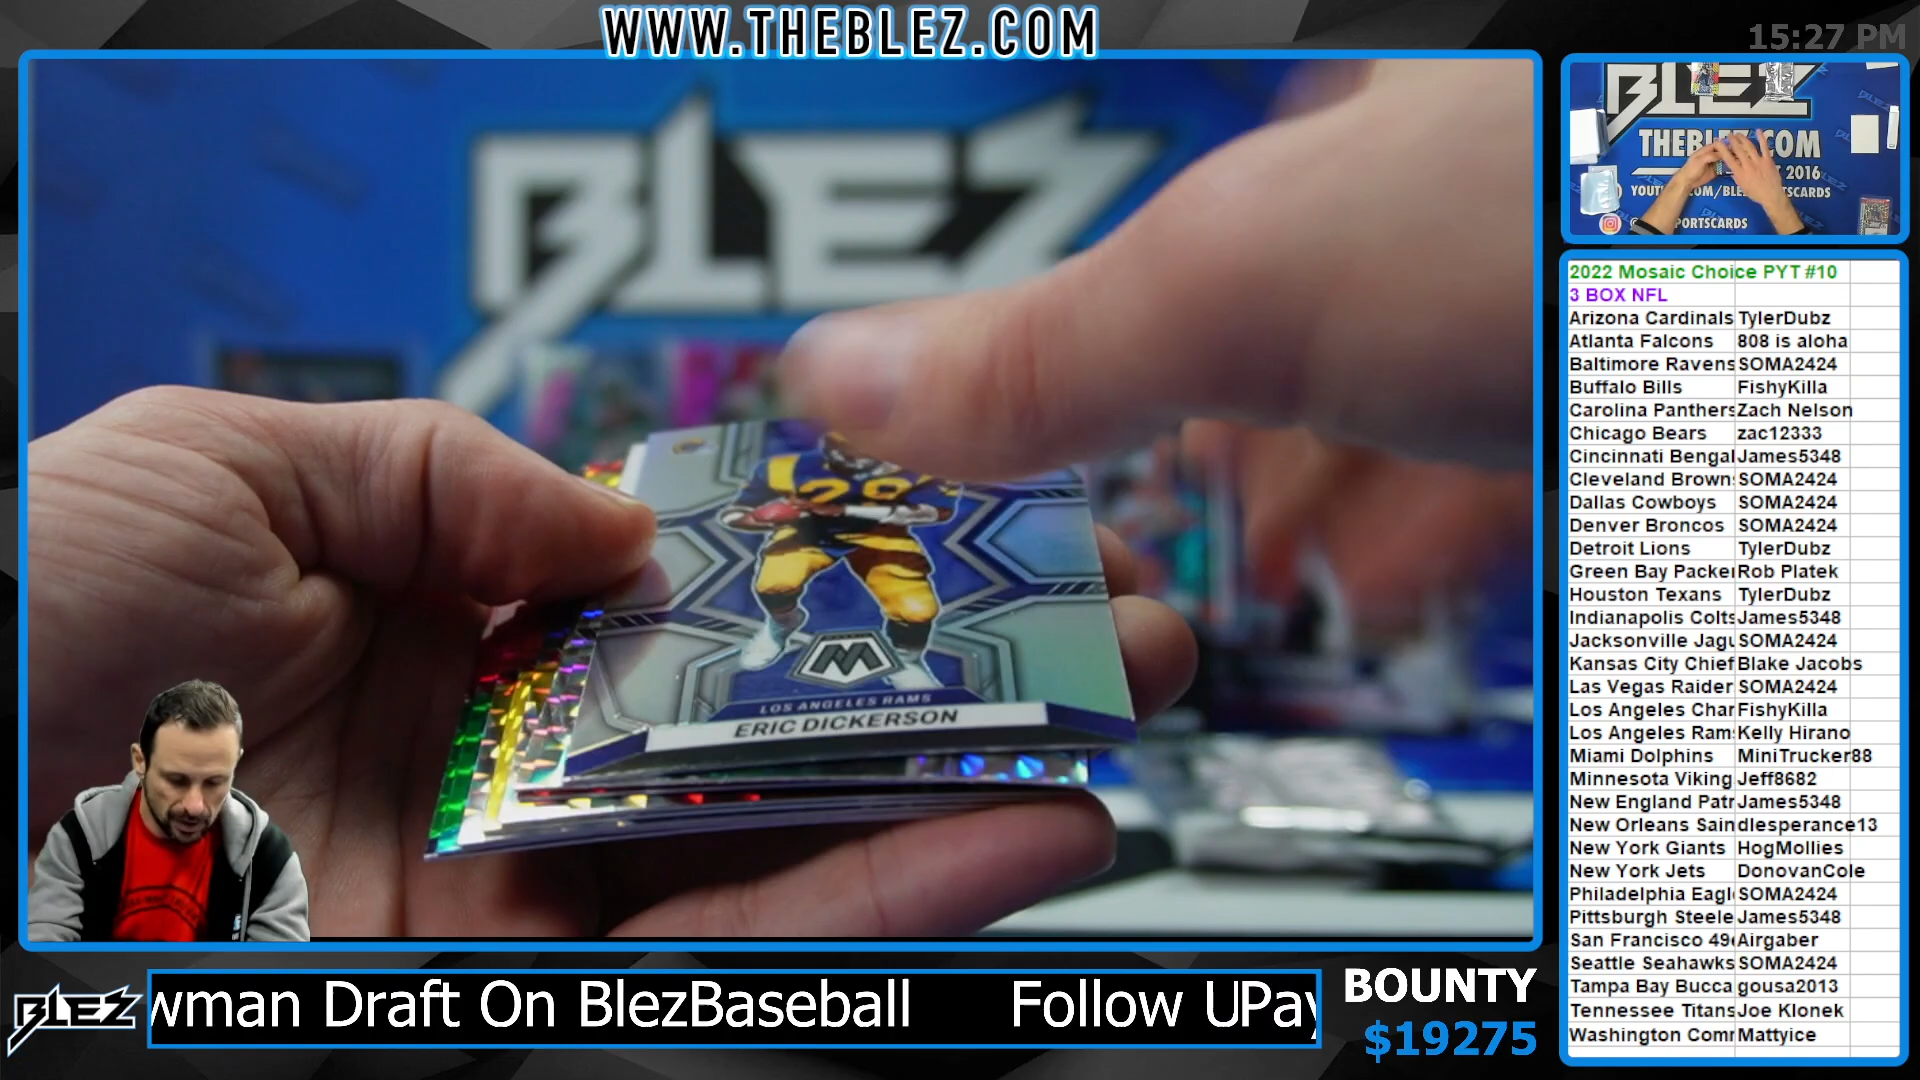 WWW.THEBLEZ.COM
15:27 PM
BLEZ
BLEZ
THEBLEZ.COM
2016
PORTSCARDS
LOS ANGELES RAMS
ERIC DICKERSON
2022 Mosaic Choice PYT #10
3 BOX NFL
Arizona Cardinals TylerDubz
Atlanta Falcons 808 is aloha
Baltimore Ravens SOMA2424
Buffalo Bills FishyKilla
Carolina Panthers Zach Nelson
Chicago Bears zac12333
Cincinnati Bengal James5348
Cleveland Brown SOMA2424
Dallas Cowboys SOMA2424
Denver Broncos SOMA2424
Detroit Lions TylerDubz
Green Bay Packer Rob Platek
Houston Texans TylerDubz
Indianapolis Colts James5348
Jacksonville Jagu SOMA2424
Kansas City Chief Blake Jacobs
Las Vegas Raider SOMA2424
Los Angeles Char FishyKilla
Los Angeles Ram Kelly Hirano
Miami Dolphins MiniTrucker88
Minnesota Viking Jeff8682
New England Patr James5348
New Orleans Sain dlesperance13
New York Giants HogMollies
New York Jets DonovanCole
Philadelphia Eagl SOMA2424
Pittsburgh Steele James5348
San Francisco 49 Airgaber
Seattle Seahawks SOMA2424
Tampa Bay Bucca gousa2013
Tennessee Titans Joe Klonek
Washington Com Mattyice
BLEZ
wman Draft On BlezBaseball Follow UPay
BOUNTY
$19275